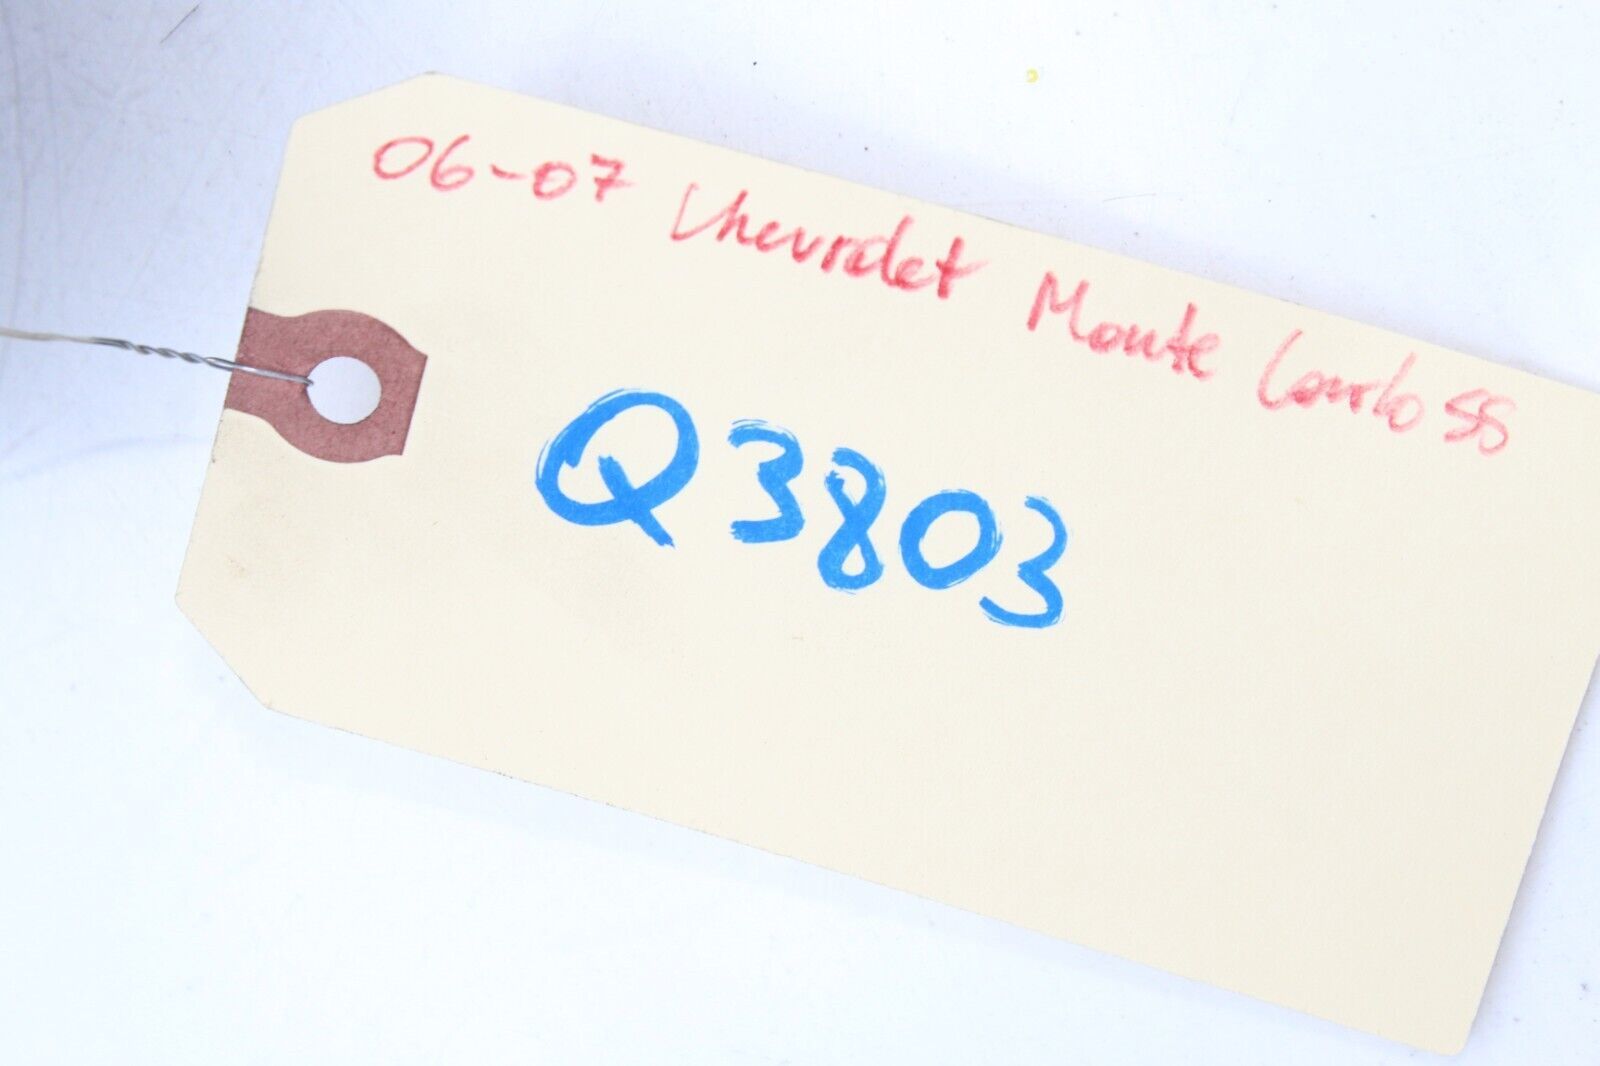 06-07 Chevrolet Monte Carlo SS
Q3803